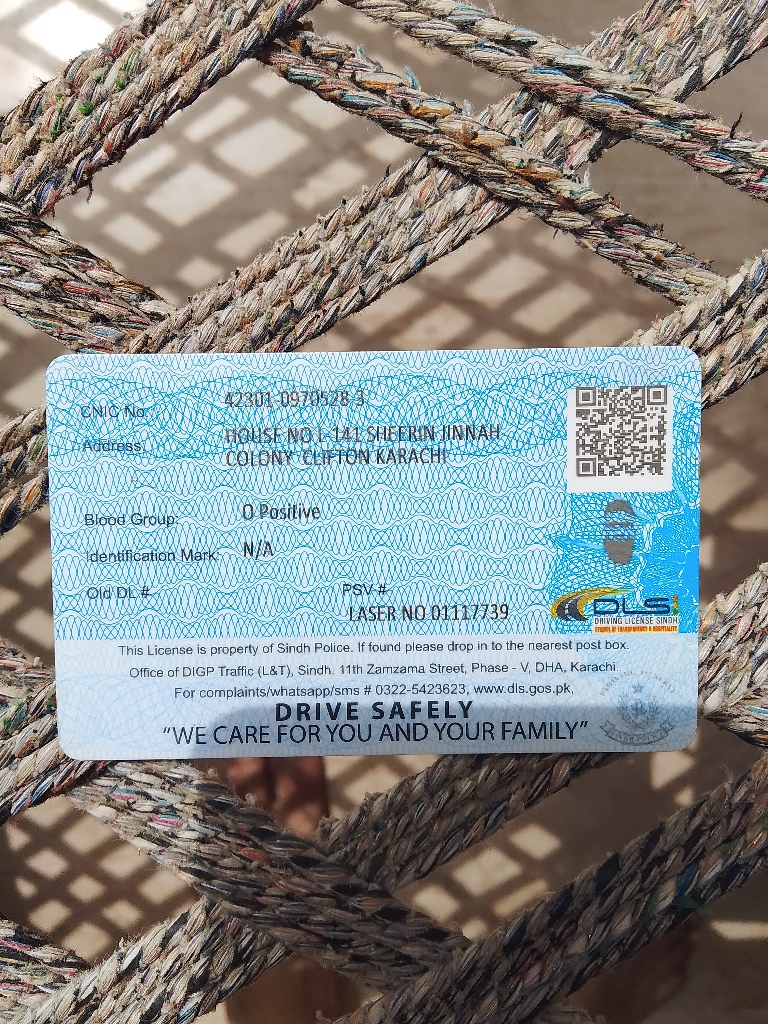 CNIC No. 42301-0970528-3
Address: HOUSE NO L-141 SHEERIN JINNAH
COLONY CLIFTON KARACHI
Blood Group: O Positive
Identification Mark: N/A
Old DL # PSV #
LASER NO 01117739
DLS
DRIVING LICENSE SINDH
This License is property of Sindh Police. If found please drop in to the nearest post box.
Office of DIGP Traffic (L&T), Sindh. 11th Zamzama Street, Phase - V, DHA, Karachi.
For complaints/whatsapp/sms # 0322-5423623, www.dls.gos.pk,
DRIVE SAFELY
"WE CARE FOR YOU AND YOUR FAMILY"